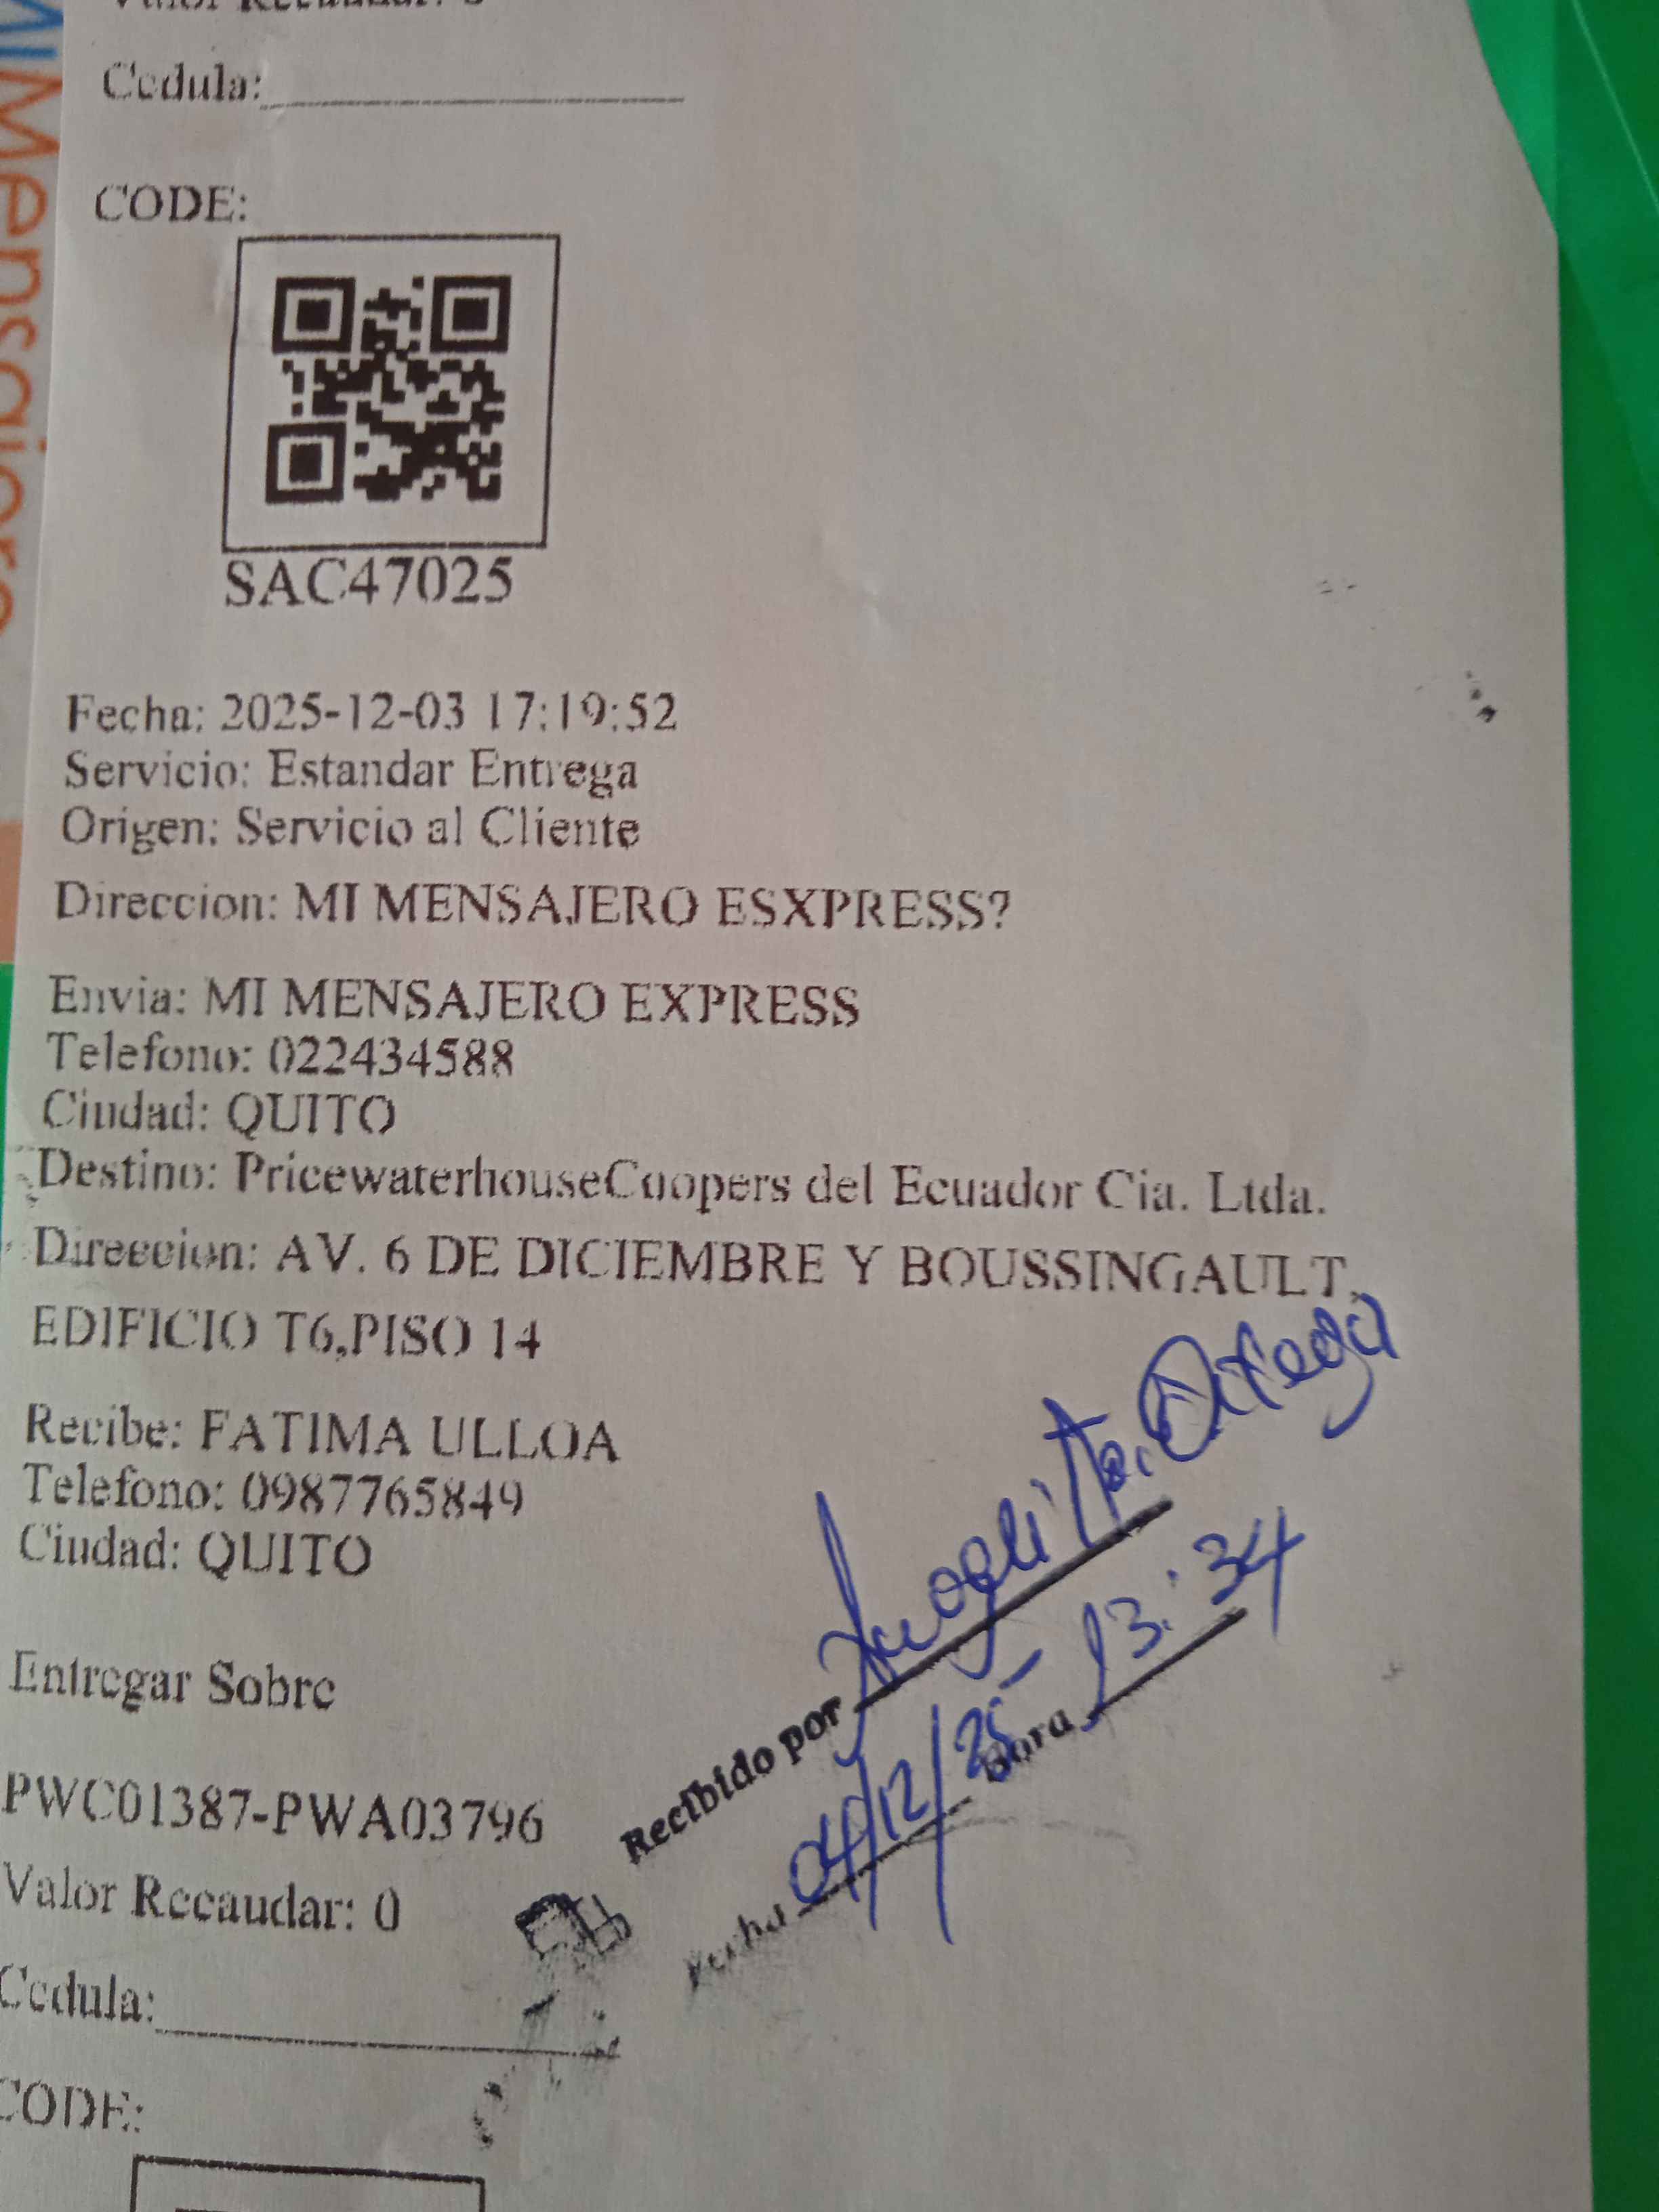 MiMensajero
Cedula:
CODE:
SAC47025
Fecha: 2025-12-03 17:19:52
Servicio: Estandar Entrega
Origen: Servicio al Cliente
Direccion: MI MENSAJERO ESXPRESS?
Envia: MI MENSAJERO EXPRESS
Telefono: 022434588
Ciudad: QUITO
Destino: PricewaterhouseCoopers del Ecuador Cia. Ltda.
Direccion: AV. 6 DE DICIEMBRE Y BOUSSINGAULT,
EDIFICIO T6,PISO 14
Recibe: FATIMA ULLOA
Telefono: 0987765849
Ciudad: QUITO
Entregar Sobre
Recibido por Ortega
Fecha 04/12/25 Hora 13:34
PWC01387-PWA03796
Valor Recaudar: 0
Cedula:
CODE: